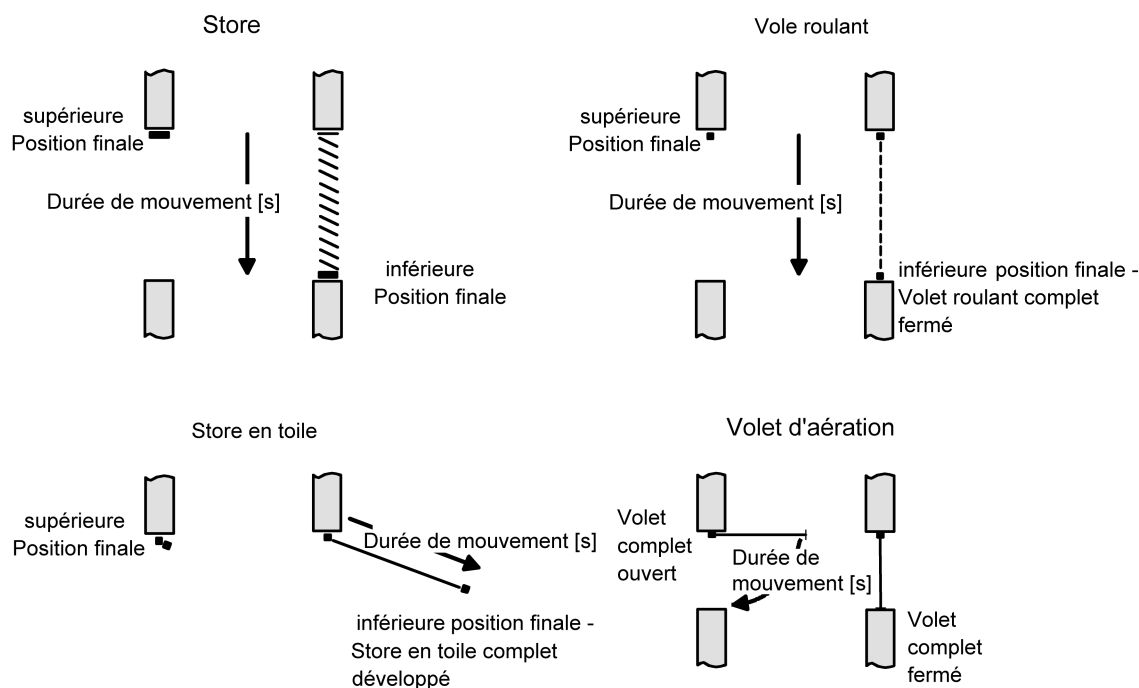 Store
supérieure
Position finale
Durée de mouvement [s]
inférieure
Position finale
Vole roulant
supérieure
Position finale
Durée de mouvement [s]
inférieure position finale -
Volet roulant complet
fermé
Store en toile
supérieure
Position finale
Durée de mouvement [s]
inférieure position finale -
Store en toile complet
développé
Volet d'aération
Volet
complet
ouvert
Durée de
mouvement [s]
Volet
complet
fermé